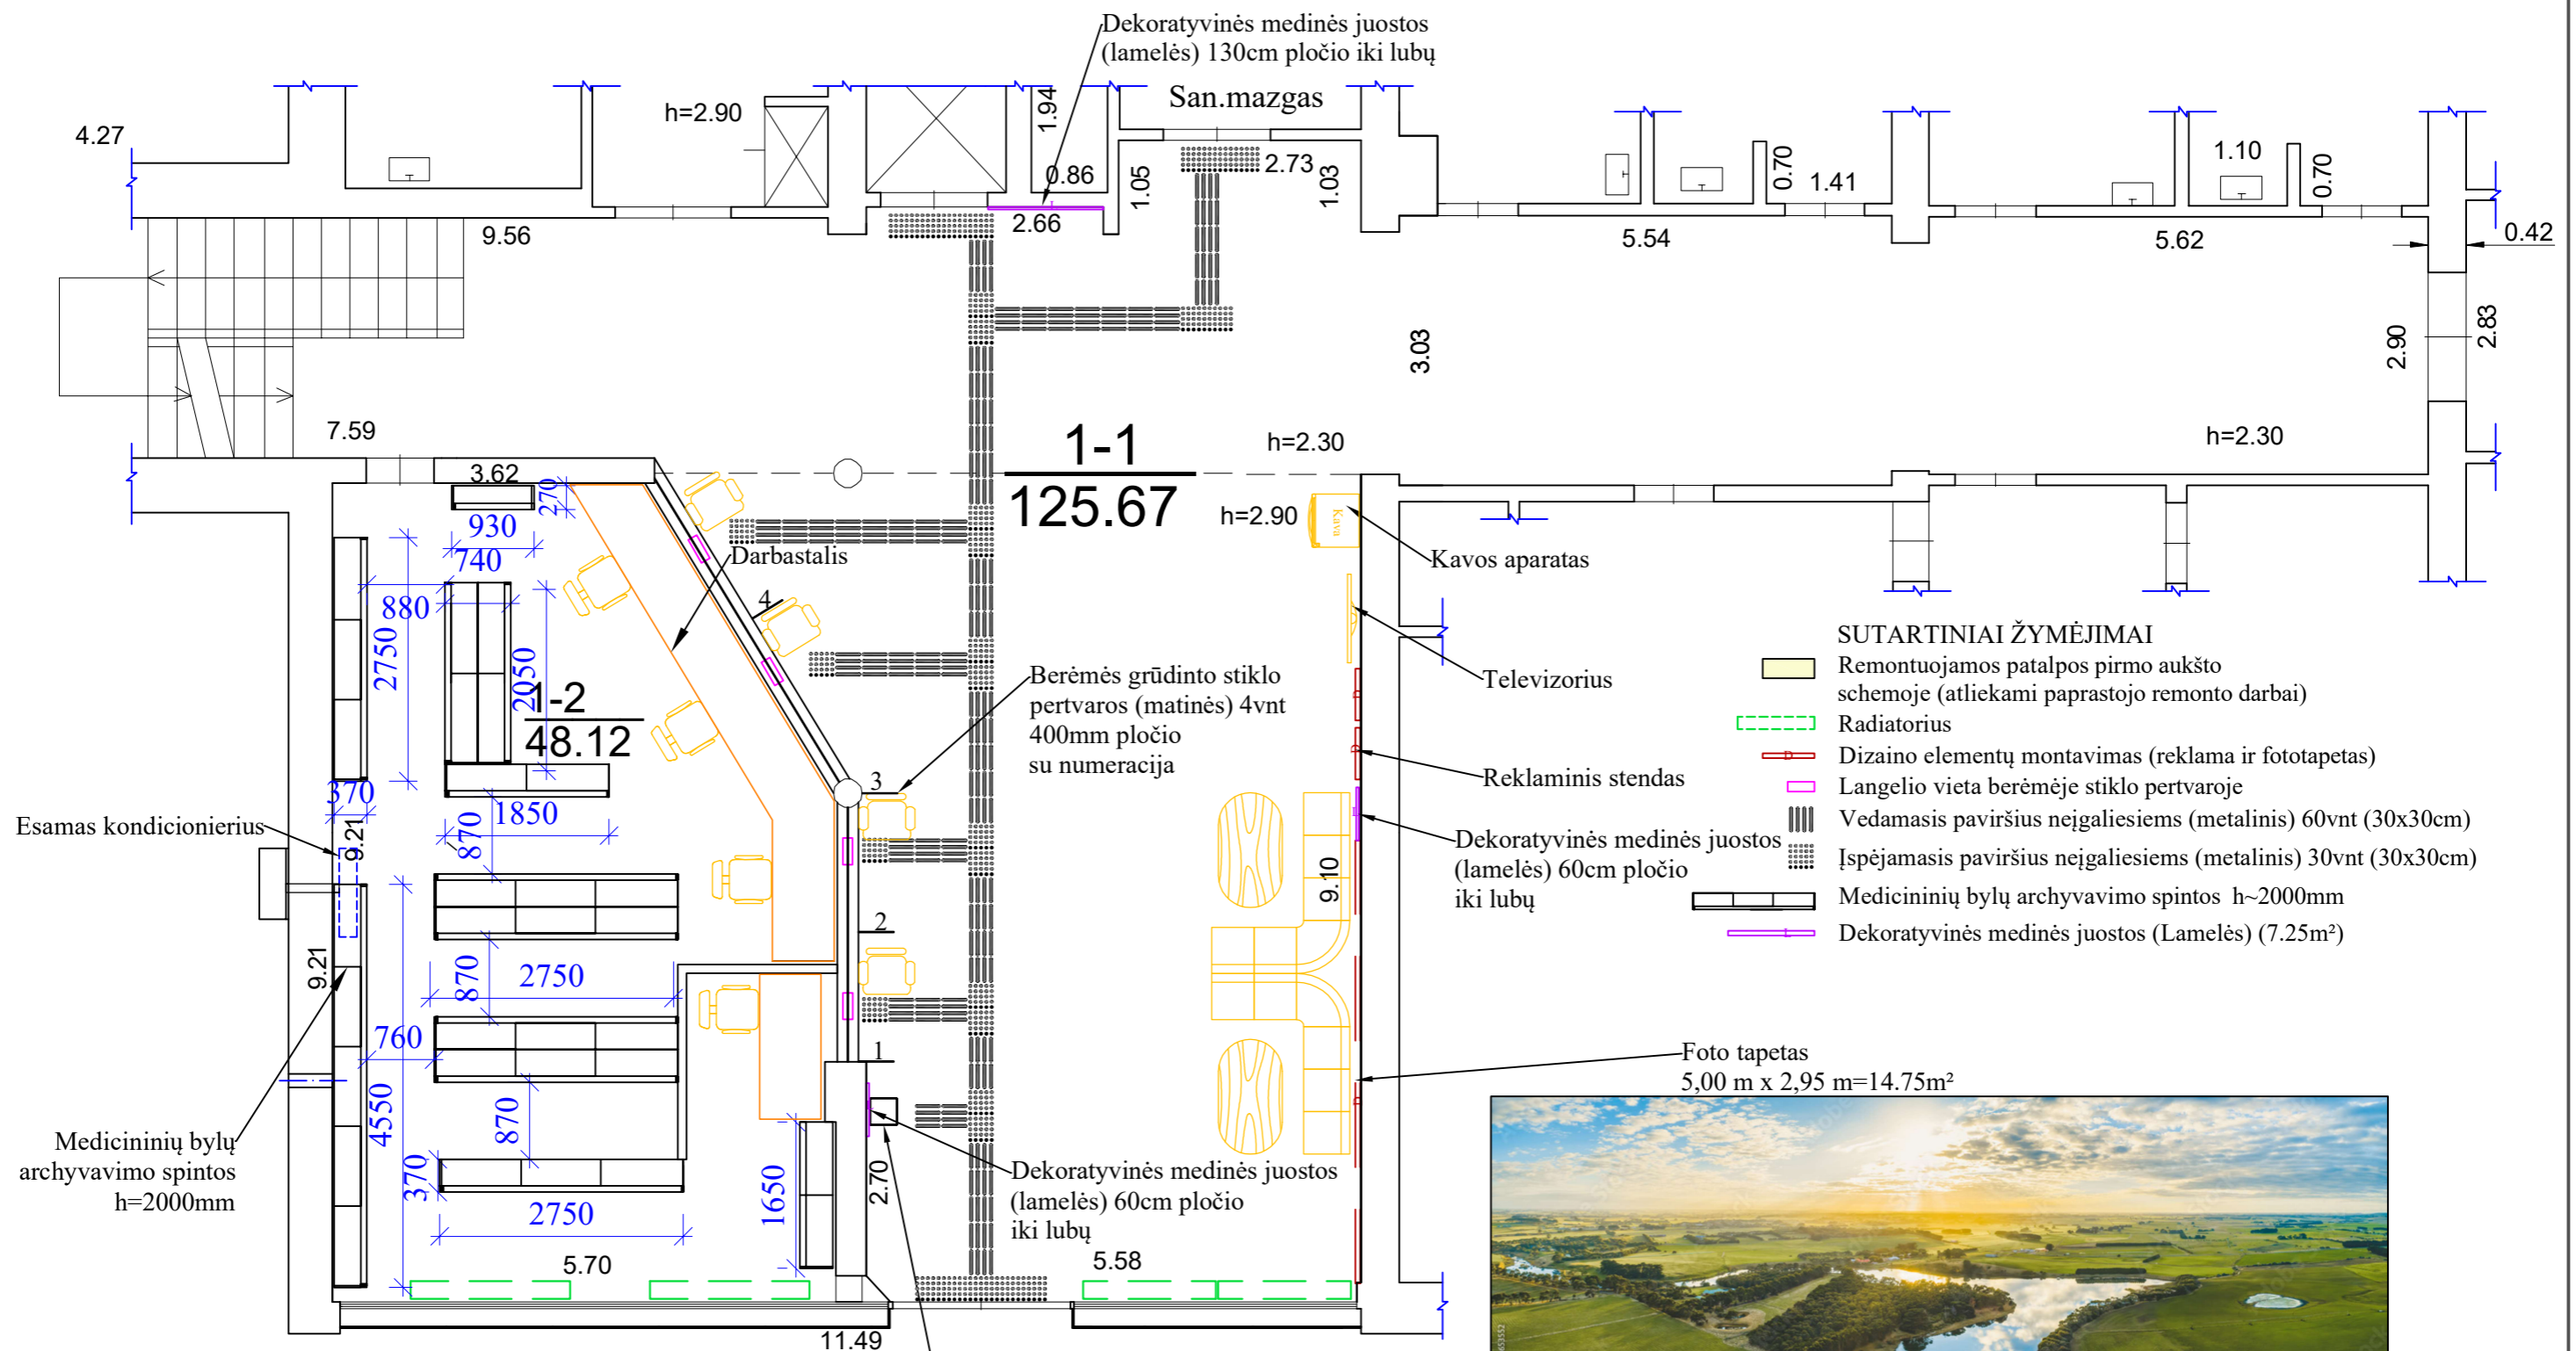 Dekoratyvinės medinės juostos
(lamelės) 130cm pločio iki lubų
San.mazgas
h=2.90
1.94
4.27
0.86
1.05
2.73
1.03
0.70
1.41
1.10
0.70
9.56
2.66
5.54
5.62
0.42
3.03
2.90
2.83
7.59
1-1
125.67
h=2.30
h=2.30
h=2.90
Kava
3.62
270
930
740
880
2750
2050
Darbastalis
4
Kavos aparatas
1-2
48.12
Berėmės grūdinto stiklo
pertvaros (matinės) 4vnt
400mm pločio
su numeracija
Televizorius
SUTARTINIAI ŽYMĖJIMAI
Remontuojamos patalpos pirmo aukšto
schemoje (atliekami paprastojo remonto darbai)
Radiatorius
D Dizaino elementų montavimas (reklama ir fototapetas)
Langelio vieta berėmėje stiklo pertvaroje
Vedamasis paviršius neįgaliesiems (metalinis) 60vnt (30x30cm)
Įspėjamasis paviršius neįgaliesiems (metalinis) 30vnt (30x30cm)
Medicininių bylų archyvavimo spintos h~2000mm
L Dekoratyvinės medinės juostos (Lamelės) (7.25m²)
D
D
Reklaminis stendas
3
370
1850
870
9.21
Esamas kondicionierius
Dekoratyvinės medinės juostos
(lamelės) 60cm pločio
iki lubų
9.10
2
9.21
870
2750
760
1
4550
870
370
Medicininių bylų
archyvavimo spintos
h=2000mm
2750
1650
2.70
Dekoratyvinės medinės juostos
(lamelės) 60cm pločio
iki lubų
D
Foto tapetas
5,00 m x 2,95 m=14.75m²
5.70
5.58
11.49